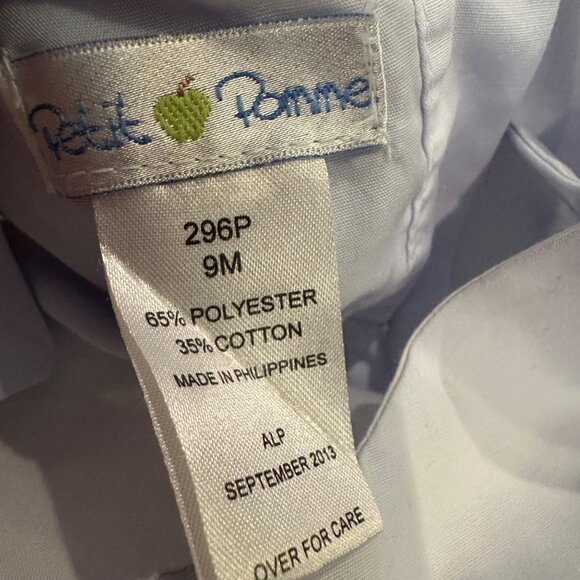 Petit Pomme
296P
9M
65% POLYESTER
35% COTTON
MADE IN PHILIPPINES
ALP
SEPTEMBER 2013
OVER FOR CARE